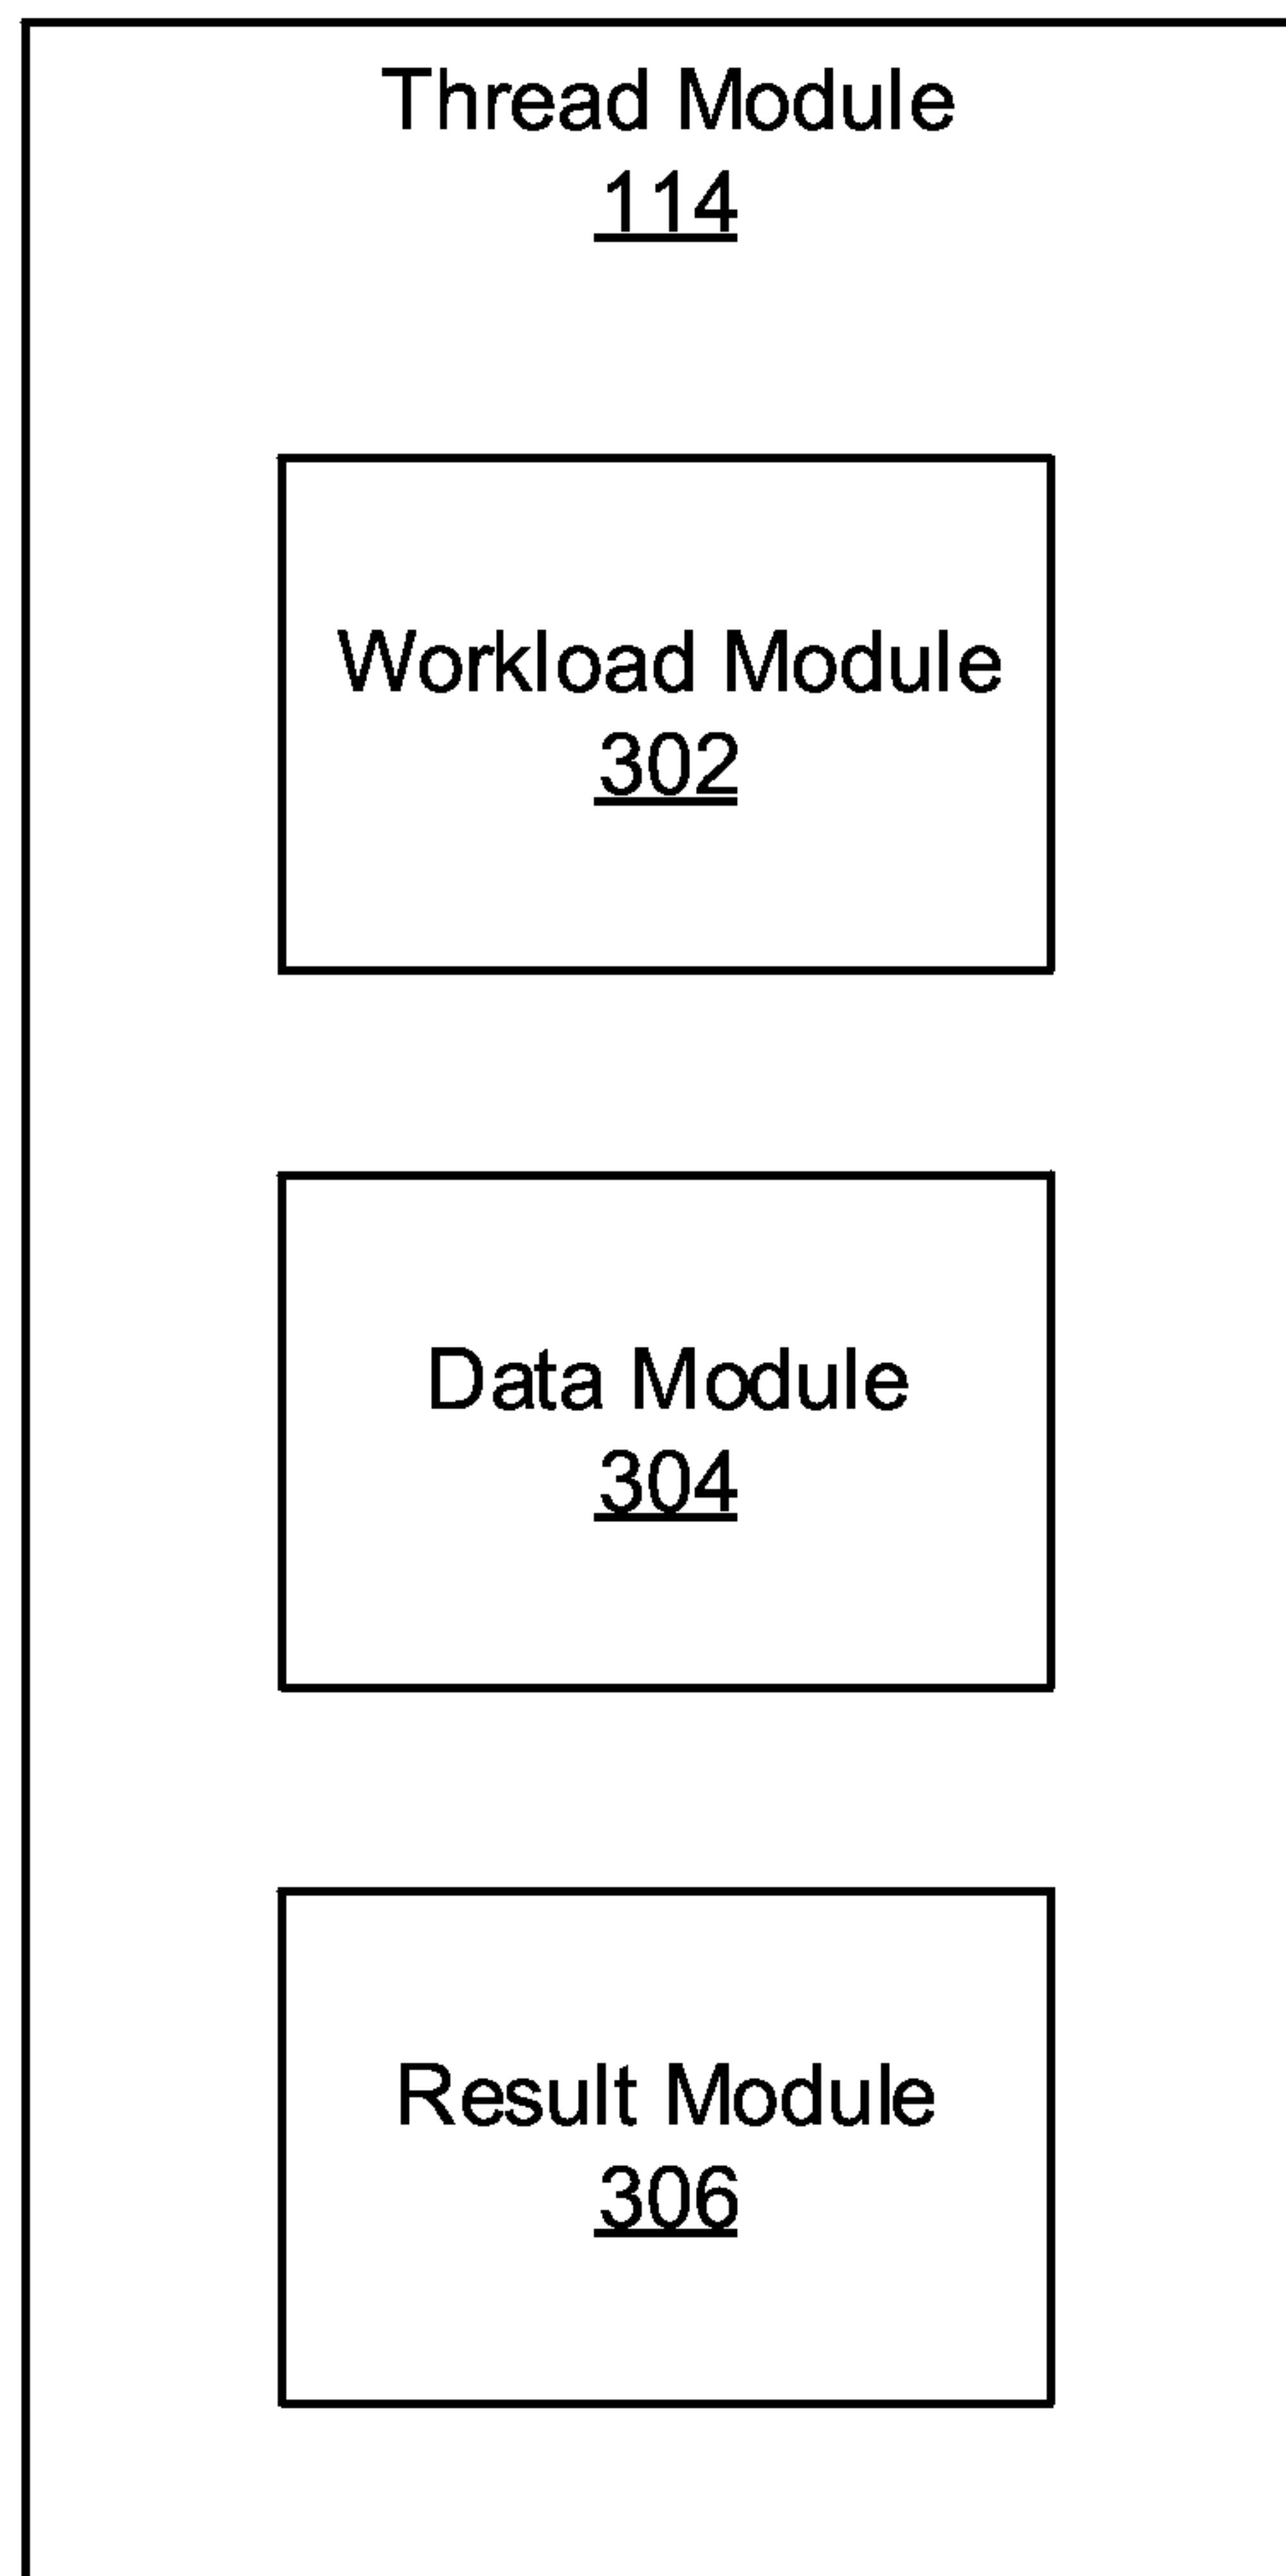 Thread Module
114
Workload Module
302
Data Module
304
Result Module
306